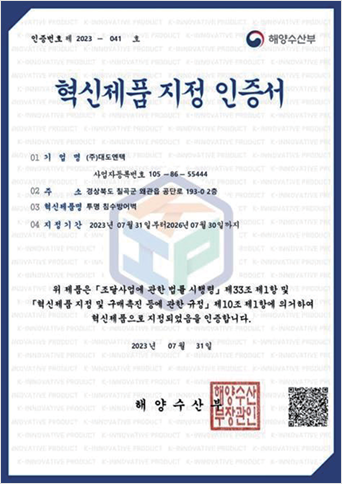 인증번호 제 2023 - 041 호
해양수산부
혁신제품 지정 인증서
01 기 업 명 (주)대도엔텍
사업자등록번호 105 - 86 - 55444
02 주 소 경상북도 칠곡군 왜관읍 공단로 193-0 2층
03 혁신제품명 투명 침수방어벽
04 지정기간 2023년 07월 31일부터2026년 07월 30일까지
위 제품은 「조달사업에 관한 법률 시행령」 제33조 제1항 및
「혁신제품 지정 및 구매촉진 등에 관한 규정」 제10조 제1항에 의거하여
혁신제품으로 지정되었음을 인증합니다.
2023 년 07 월 31 일
해 양 수 산 부
해양수산
부장관인